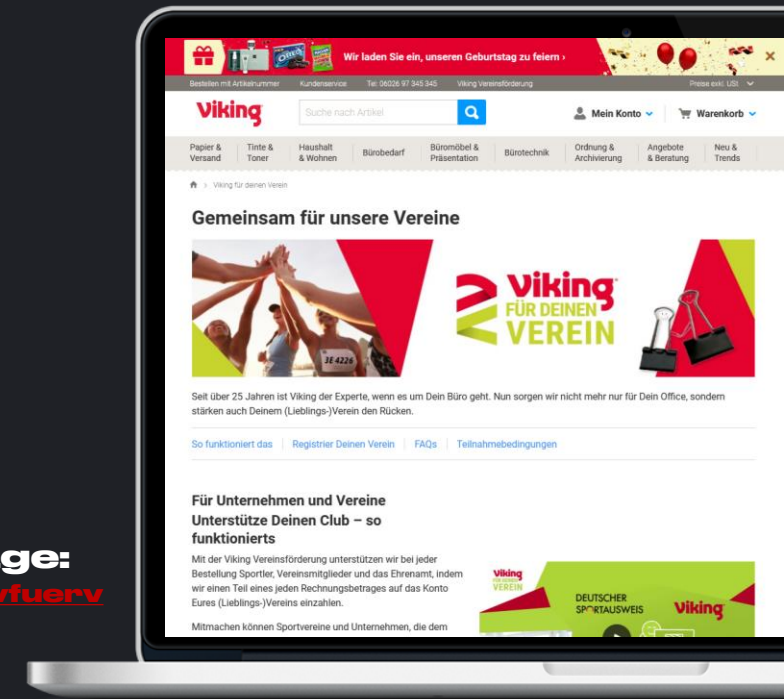 Wir laden Sie ein, unseren Geburtstag zu feiern ›
Bestellen mit Artikelnummer Kundenservice Tel: 06026 97 345 345 Viking Vereinsförderung Preise exkl. USt
Viking Suche nach Artikel Mein Konto Warenkorb
Papier & Versand Tinte & Toner Haushalt & Wohnen Bürobedarf Büromöbel & Präsentation Bürotechnik Ordnung & Archivierung Angebote & Beratung Neu & Trends
> Viking für deinen Verein
Gemeinsam für unsere Vereine
JE 4226
Viking
FÜR DEINEN
VEREIN
Seit über 25 Jahren ist Viking der Experte, wenn es um Dein Büro geht. Nun sorgen wir nicht mehr nur für Dein Office, sondern
stärken auch Deinem (Lieblings-)Verein den Rücken.
So funktioniert das | Registrier Deinen Verein | FAQs | Teilnahmebedingungen
Für Unternehmen und Vereine
Unterstütze Deinen Club – so
funktionierts
Mit der Viking Vereinsförderung unterstützen wir bei jeder
Bestellung Sportler, Vereinsmitglieder und das Ehrenamt, indem
wir einen Teil eines jeden Rechnungsbetrages auf das Konto
Eures (Lieblings-)Vereins einzahlen.
Mitmachen können Sportvereine und Unternehmen, die dem
Viking
FÜR DEINEN
VEREIN
DEUTSCHER
SPORTAUSWEIS
Viking
ge:
vfuerv